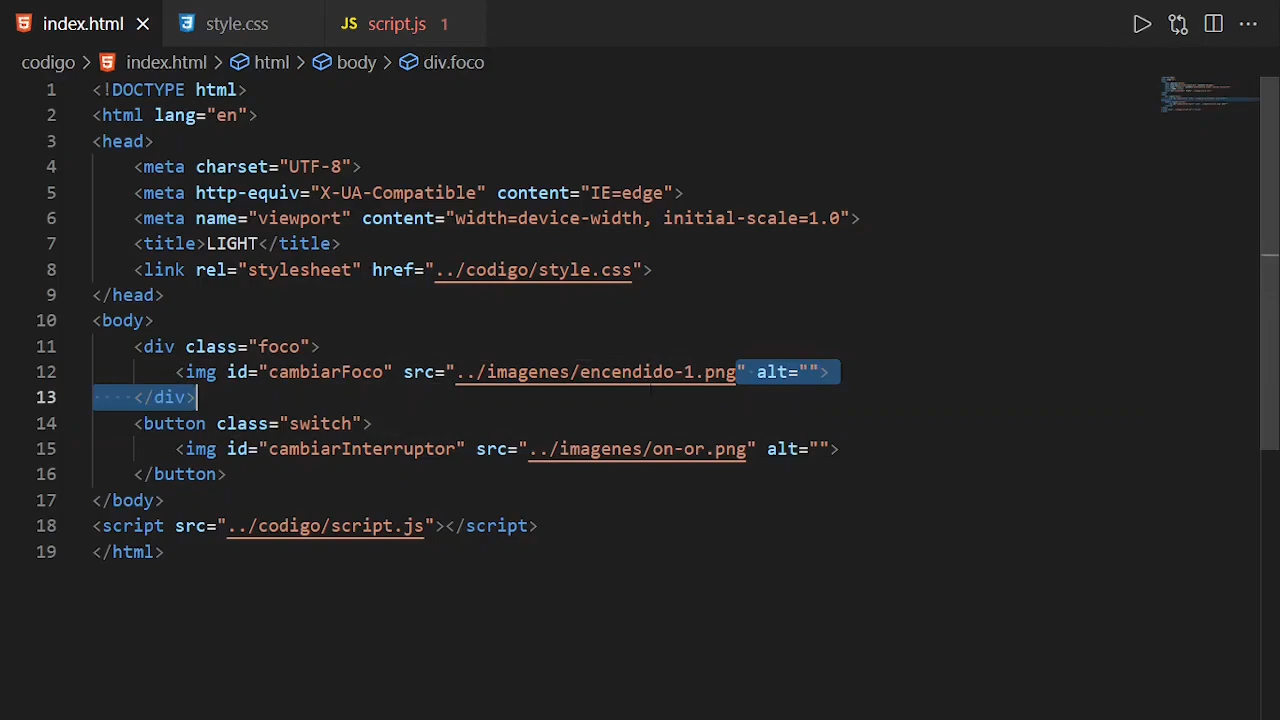 index.html style.css JS script.js 1
codigo > index.html > html > body > div.foco
1 <!DOCTYPE html>
2 <html lang="en">
3 <head>
4 <meta charset="UTF-8">
5 <meta http-equiv="X-UA-Compatible" content="IE=edge">
6 <meta name="viewport" content="width=device-width, initial-scale=1.0">
7 <title>LIGHT</title>
8 <link rel="stylesheet" href="../codigo/style.css">
9 </head>
10 <body>
11 <div class="foco">
12 <img id="cambiarFoco" src="../imagenes/encendido-1.png" alt="">
13 </div>
14 <button class="switch">
15 <img id="cambiarInterruptor" src="../imagenes/on-or.png" alt="">
16 </button>
17 </body>
18 <script src="../codigo/script.js"></script>
19 </html>